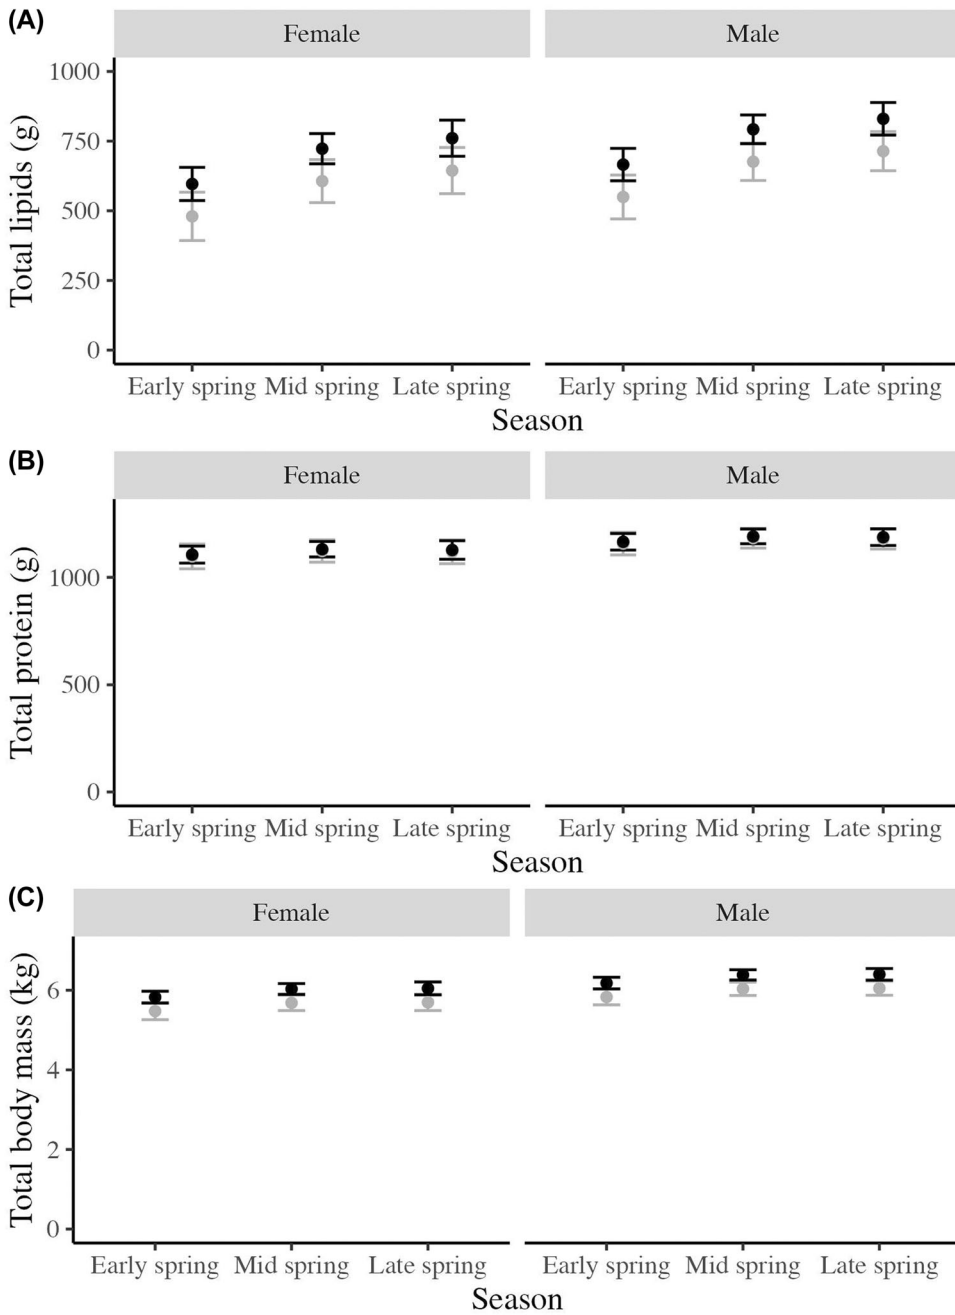 (A)
Female Male
Total lipids (g)
1000
750
500
250
0
Early spring Mid spring Late spring Early spring Mid spring Late spring
Season
(B)
Female Male
Total protein (g)
1000
500
0
Early spring Mid spring Late spring Early spring Mid spring Late spring
Season
(C)
Female Male
Total body mass (kg)
6
4
2
0
Early spring Mid spring Late spring Early spring Mid spring Late spring
Season